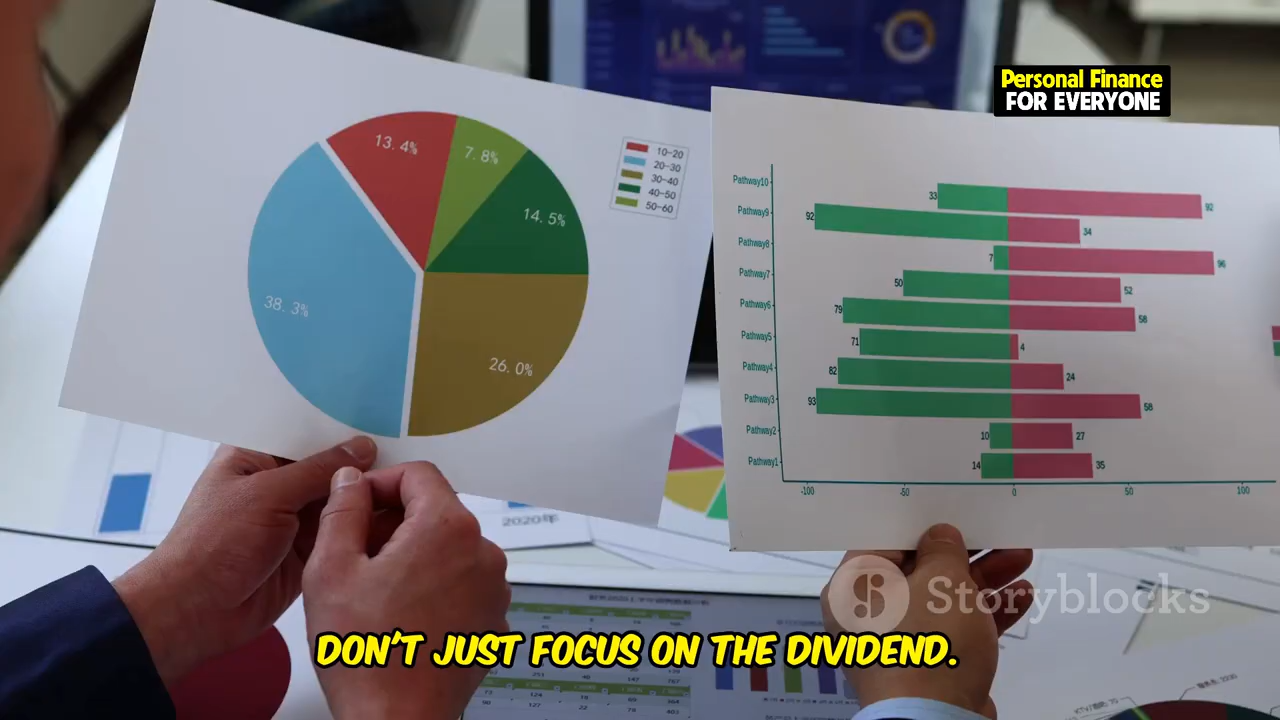 Personal Finance
FOR EVERYONE
13.4%
7.8%
14.5%
38.3%
26.0%
10-20
20-30
30-40
40-50
50-60
Pathway10
33
92
Pathway9
92
34
Pathway8
7
96
Pathway7
50
52
Pathway6
79
58
Pathway5
71
4
Pathway4
82
24
Pathway3
93
58
Pathway2
10
27
Pathway1
14
35
-100
-50
0
50
100
Storyblocks
DON'T JUST FOCUS ON THE DIVIDEND.